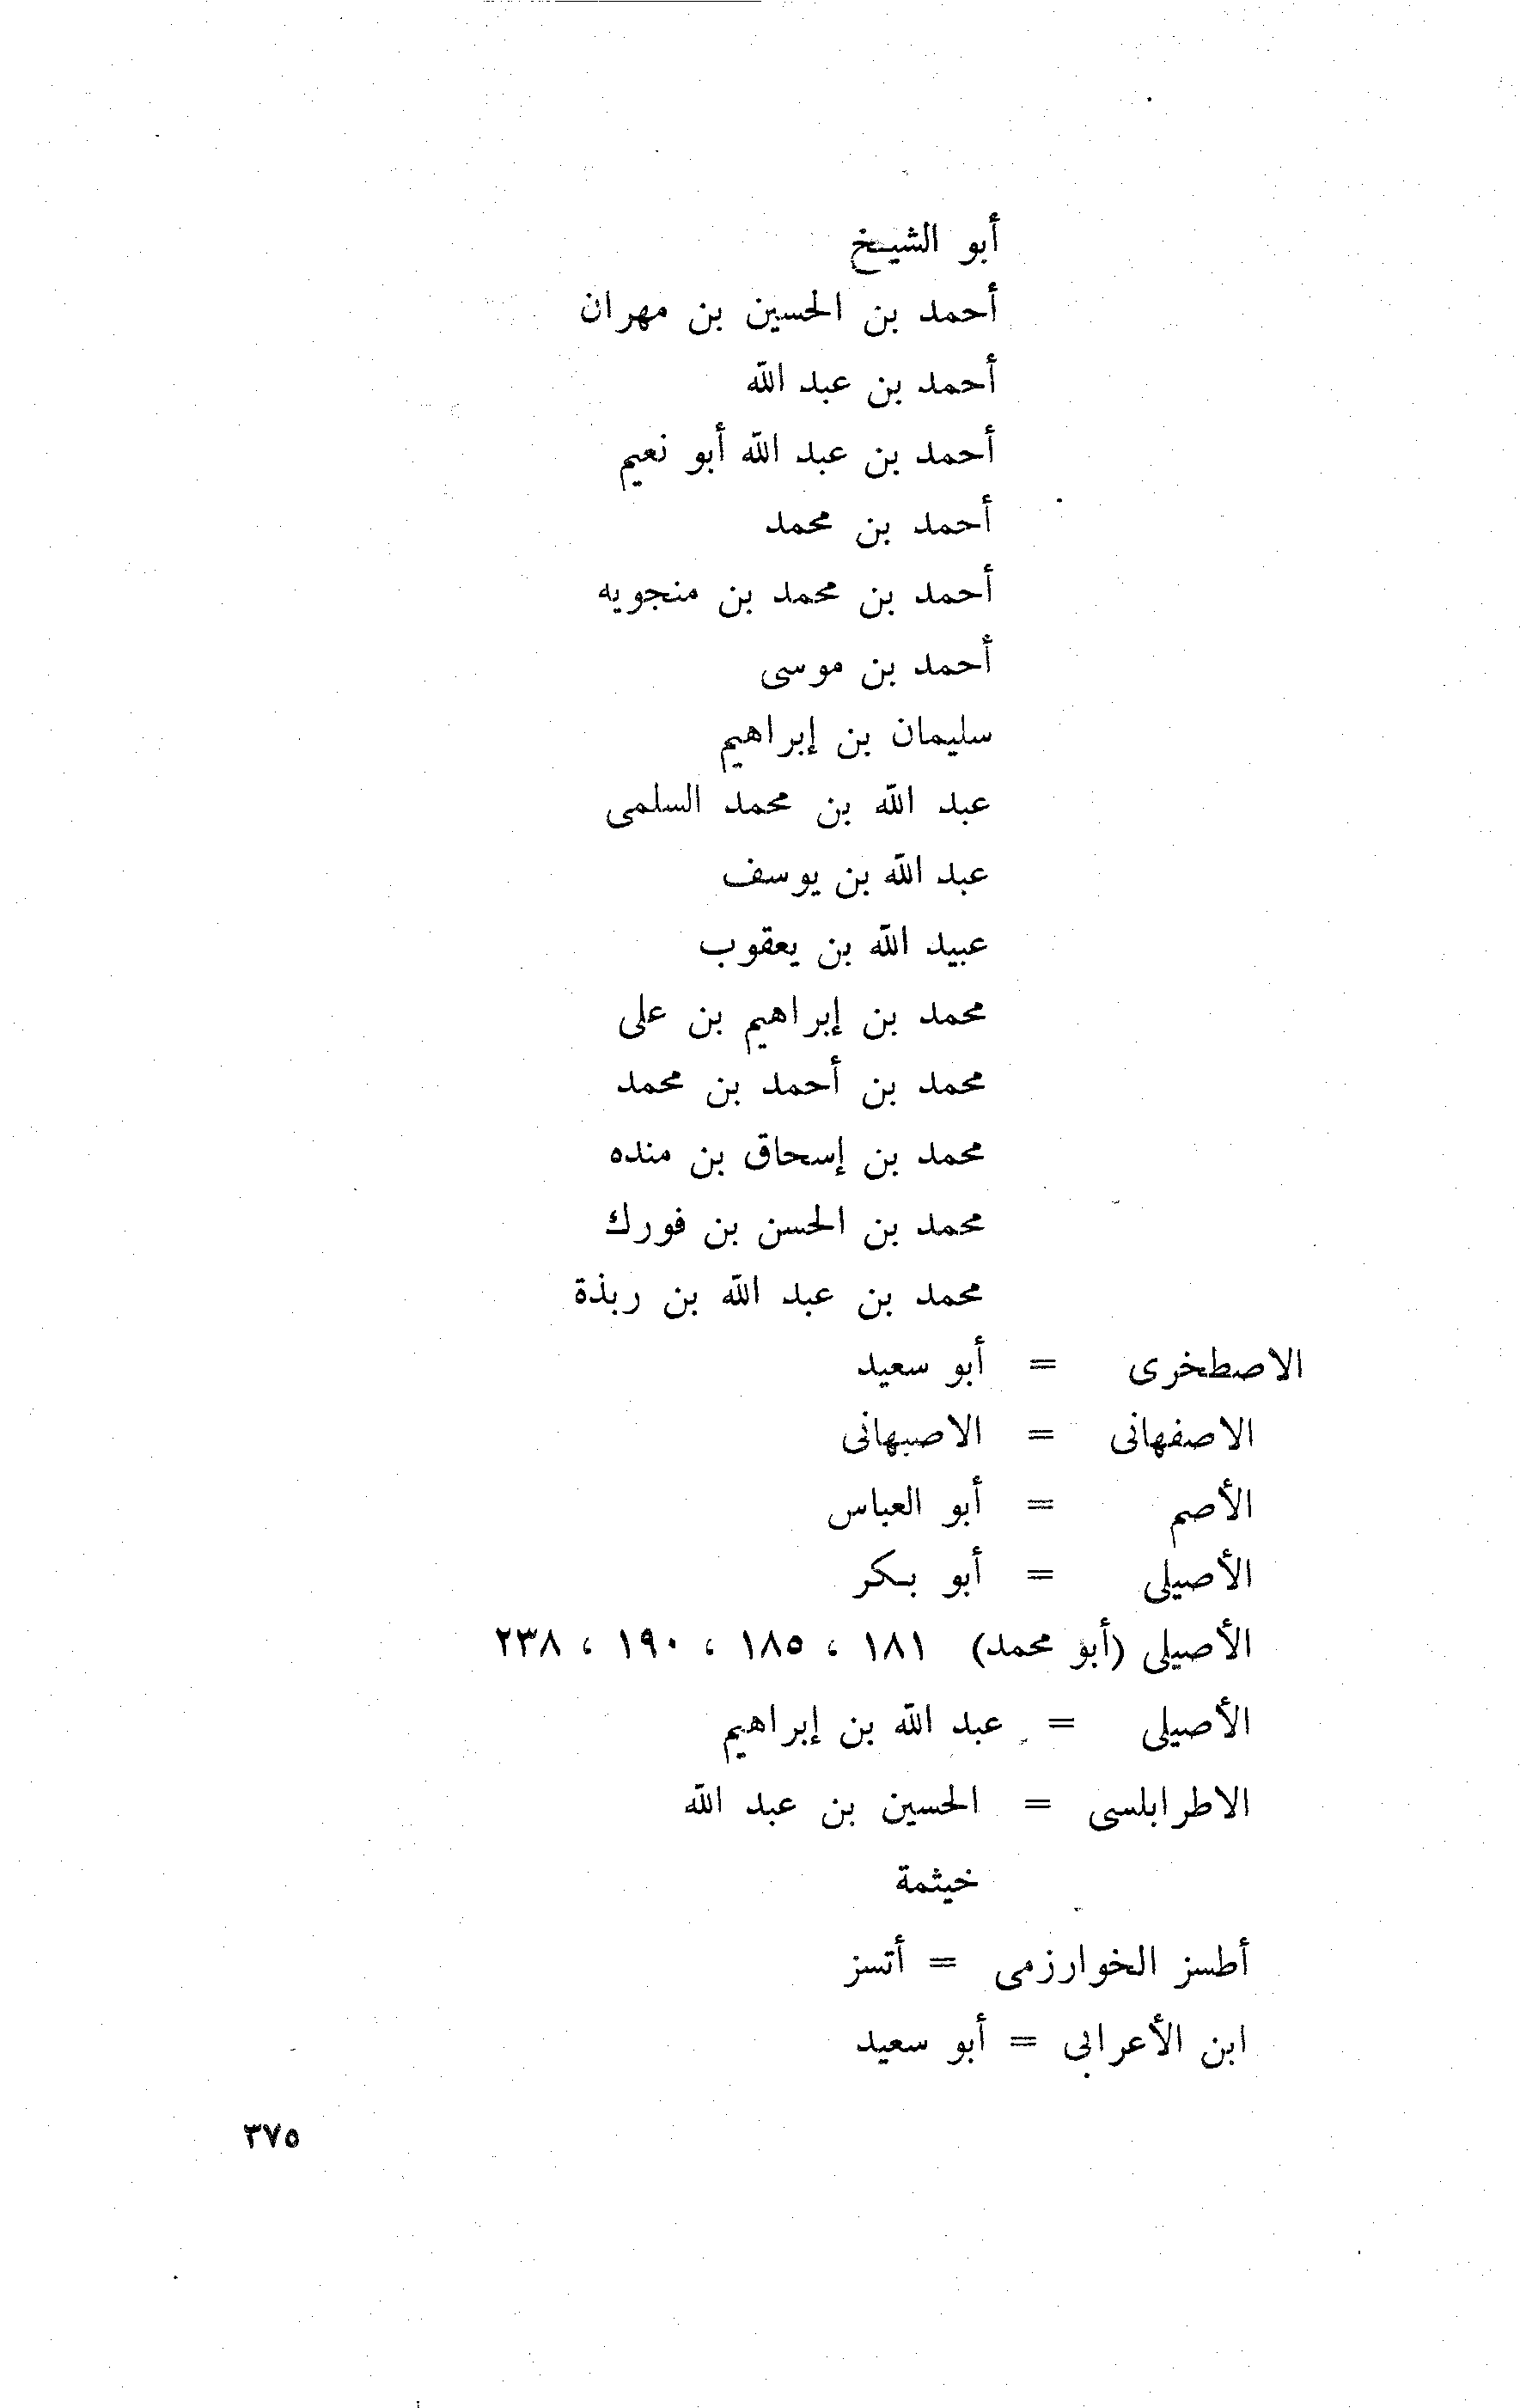 أبو الشيخ
أحمد بن الحسين بن مهران
أحمد بن عبد الله
أحمد بن عبد الله أبو نعيم
أحمد بن محمد
أحمد بن محمد بن منجويه
أحمد بن موسى
سليمان بن إبراهيم
عبد الله بن محمد السلمى
عبد الله بن يوسف
عبيد الله بن يعقوب
محمد بن إبراهيم بن على
محمد بن أحمد بن محمد
محمد بن إسحاق بن منده
محمد بن الحسن بن فورك
محمد بن عبد الله بن ربذة
الاصطخرى = أبو سعيد
الاصفهانى = الاصبهانى
الأصم = أبو العباس
الأصيلى = أبو بكر
الأصيلى (أبو محمد) ١٨١ ، ١٨٥ ، ١٩٠ ، ٢٣٨
الأصيلى = عبد الله بن إبراهيم
الاطرابلسى = الحسين بن عبد الله
خيثمة
أطسز الخوارزمى = أتسز
ابن الأعرابى = أبو سعيد
٣٧٥